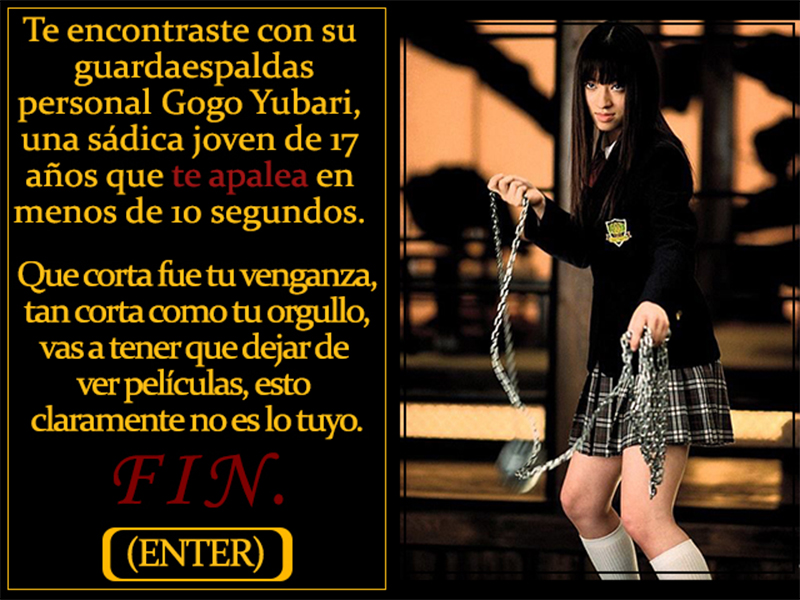 Te encontraste con su
guardaespaldas
personal Gogo Yubari,
una sádica joven de 17
años que te apalea en
menos de 10 segundos.
Que corta fue tu venganza,
tan corta como tu orgullo,
vas a tener que dejar de
ver películas, esto
claramente no es lo tuyo.
FIN.
(ENTER)